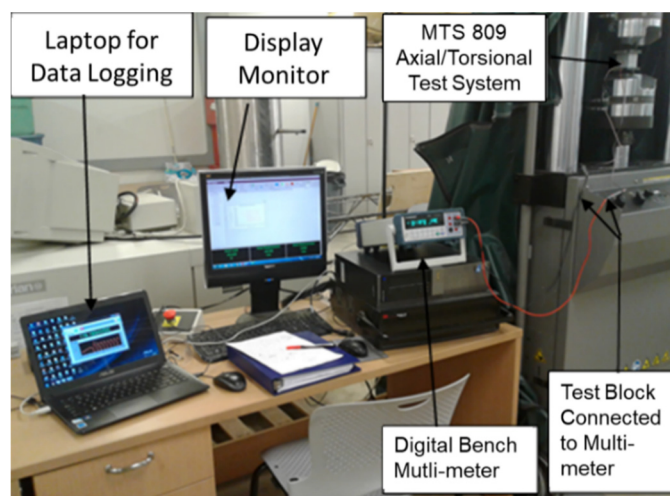 Laptop for
Data Logging
Display
Monitor
MTS 809
Axial/Torsional
Test System
Digital Bench
Mutli-meter
Test Block
Connected
to Multi-
meter